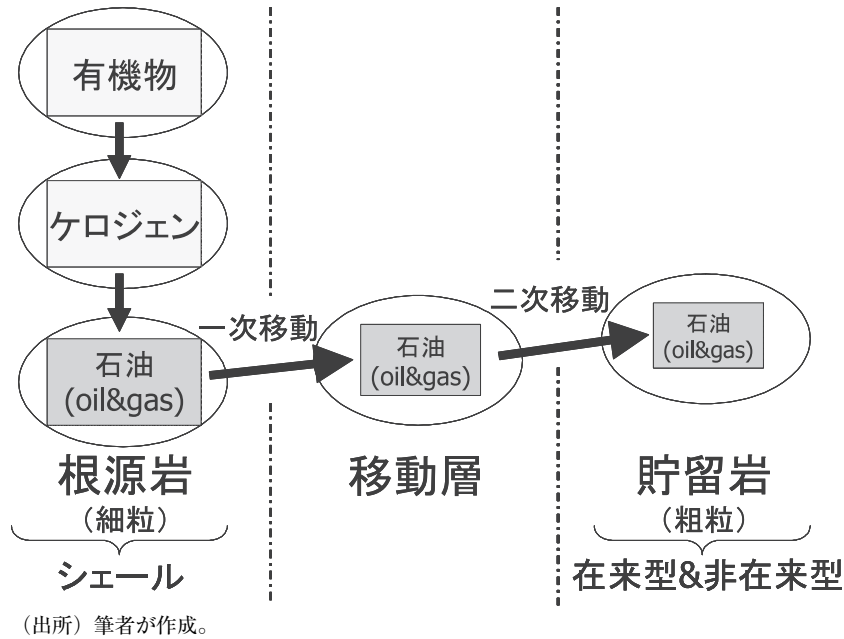 有機物
ケロジェン
石油
(oil&gas)
一次移動
石油
(oil&gas)
二次移動
石油
(oil&gas)
根源岩
（細粒）
シェール
移動層
貯留岩
（粗粒）
在来型&非在来型
（出所）筆者が作成。